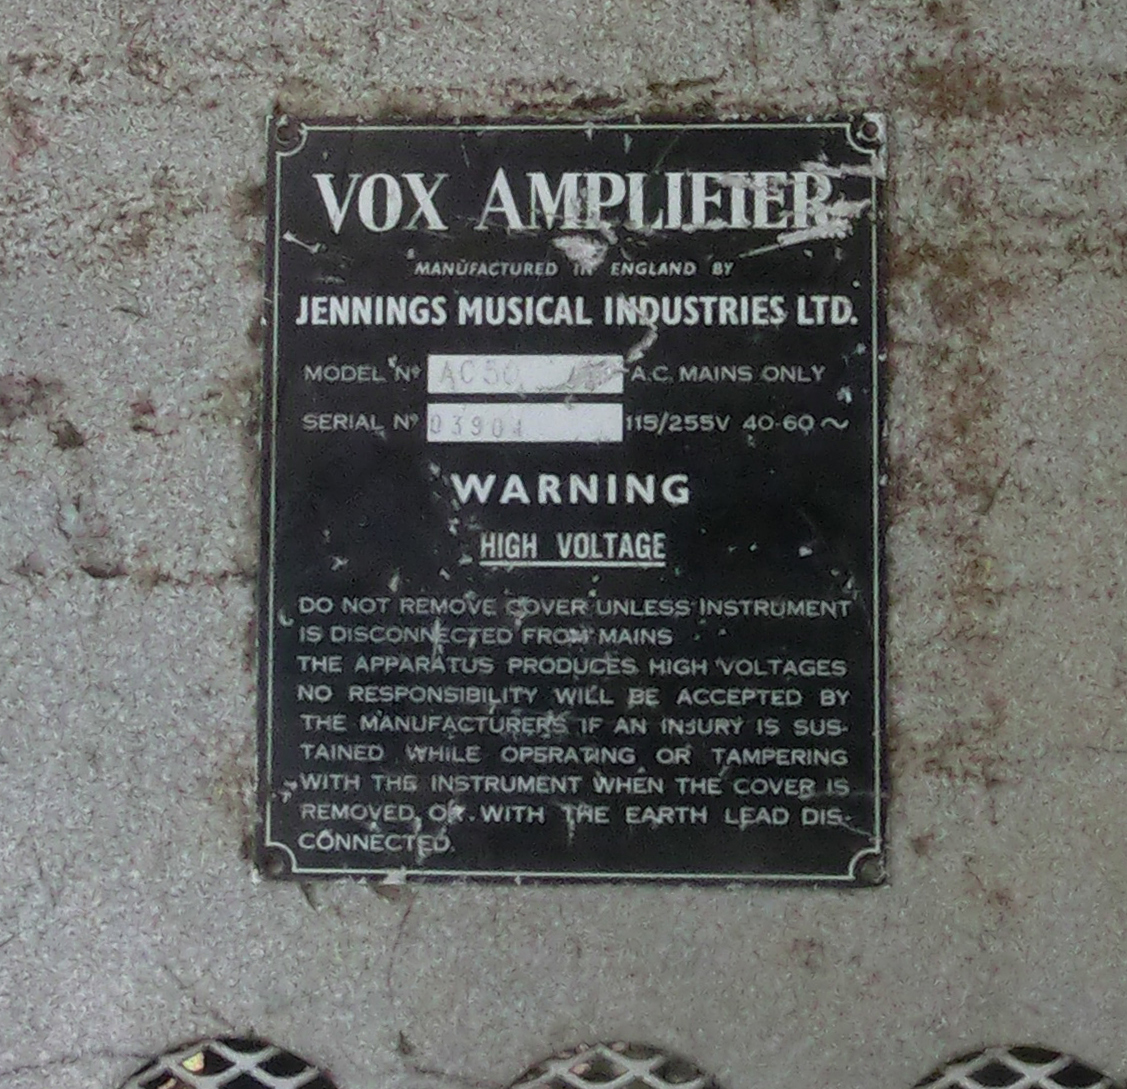 VOX AMPLIFIER
MANUFACTURED IN ENGLAND BY
JENNINGS MUSICAL INDUSTRIES LTD.
MODEL Nº AC50 A.C. MAINS ONLY
SERIAL Nº 03904 115/255V 40-60 ~
WARNING
HIGH VOLTAGE
DO NOT REMOVE COVER UNLESS INSTRUMENT
IS DISCONNECTED FROM MAINS
THE APPARATUS PRODUCES HIGH VOLTAGES
NO RESPONSIBILITY WILL BE ACCEPTED BY
THE MANUFACTURERS IF AN INJURY IS SUS-
TAINED WHILE OPERATING OR TAMPERING
WITH THE INSTRUMENT WHEN THE COVER IS
REMOVED, OR WITH THE EARTH LEAD DIS-
CONNECTED.